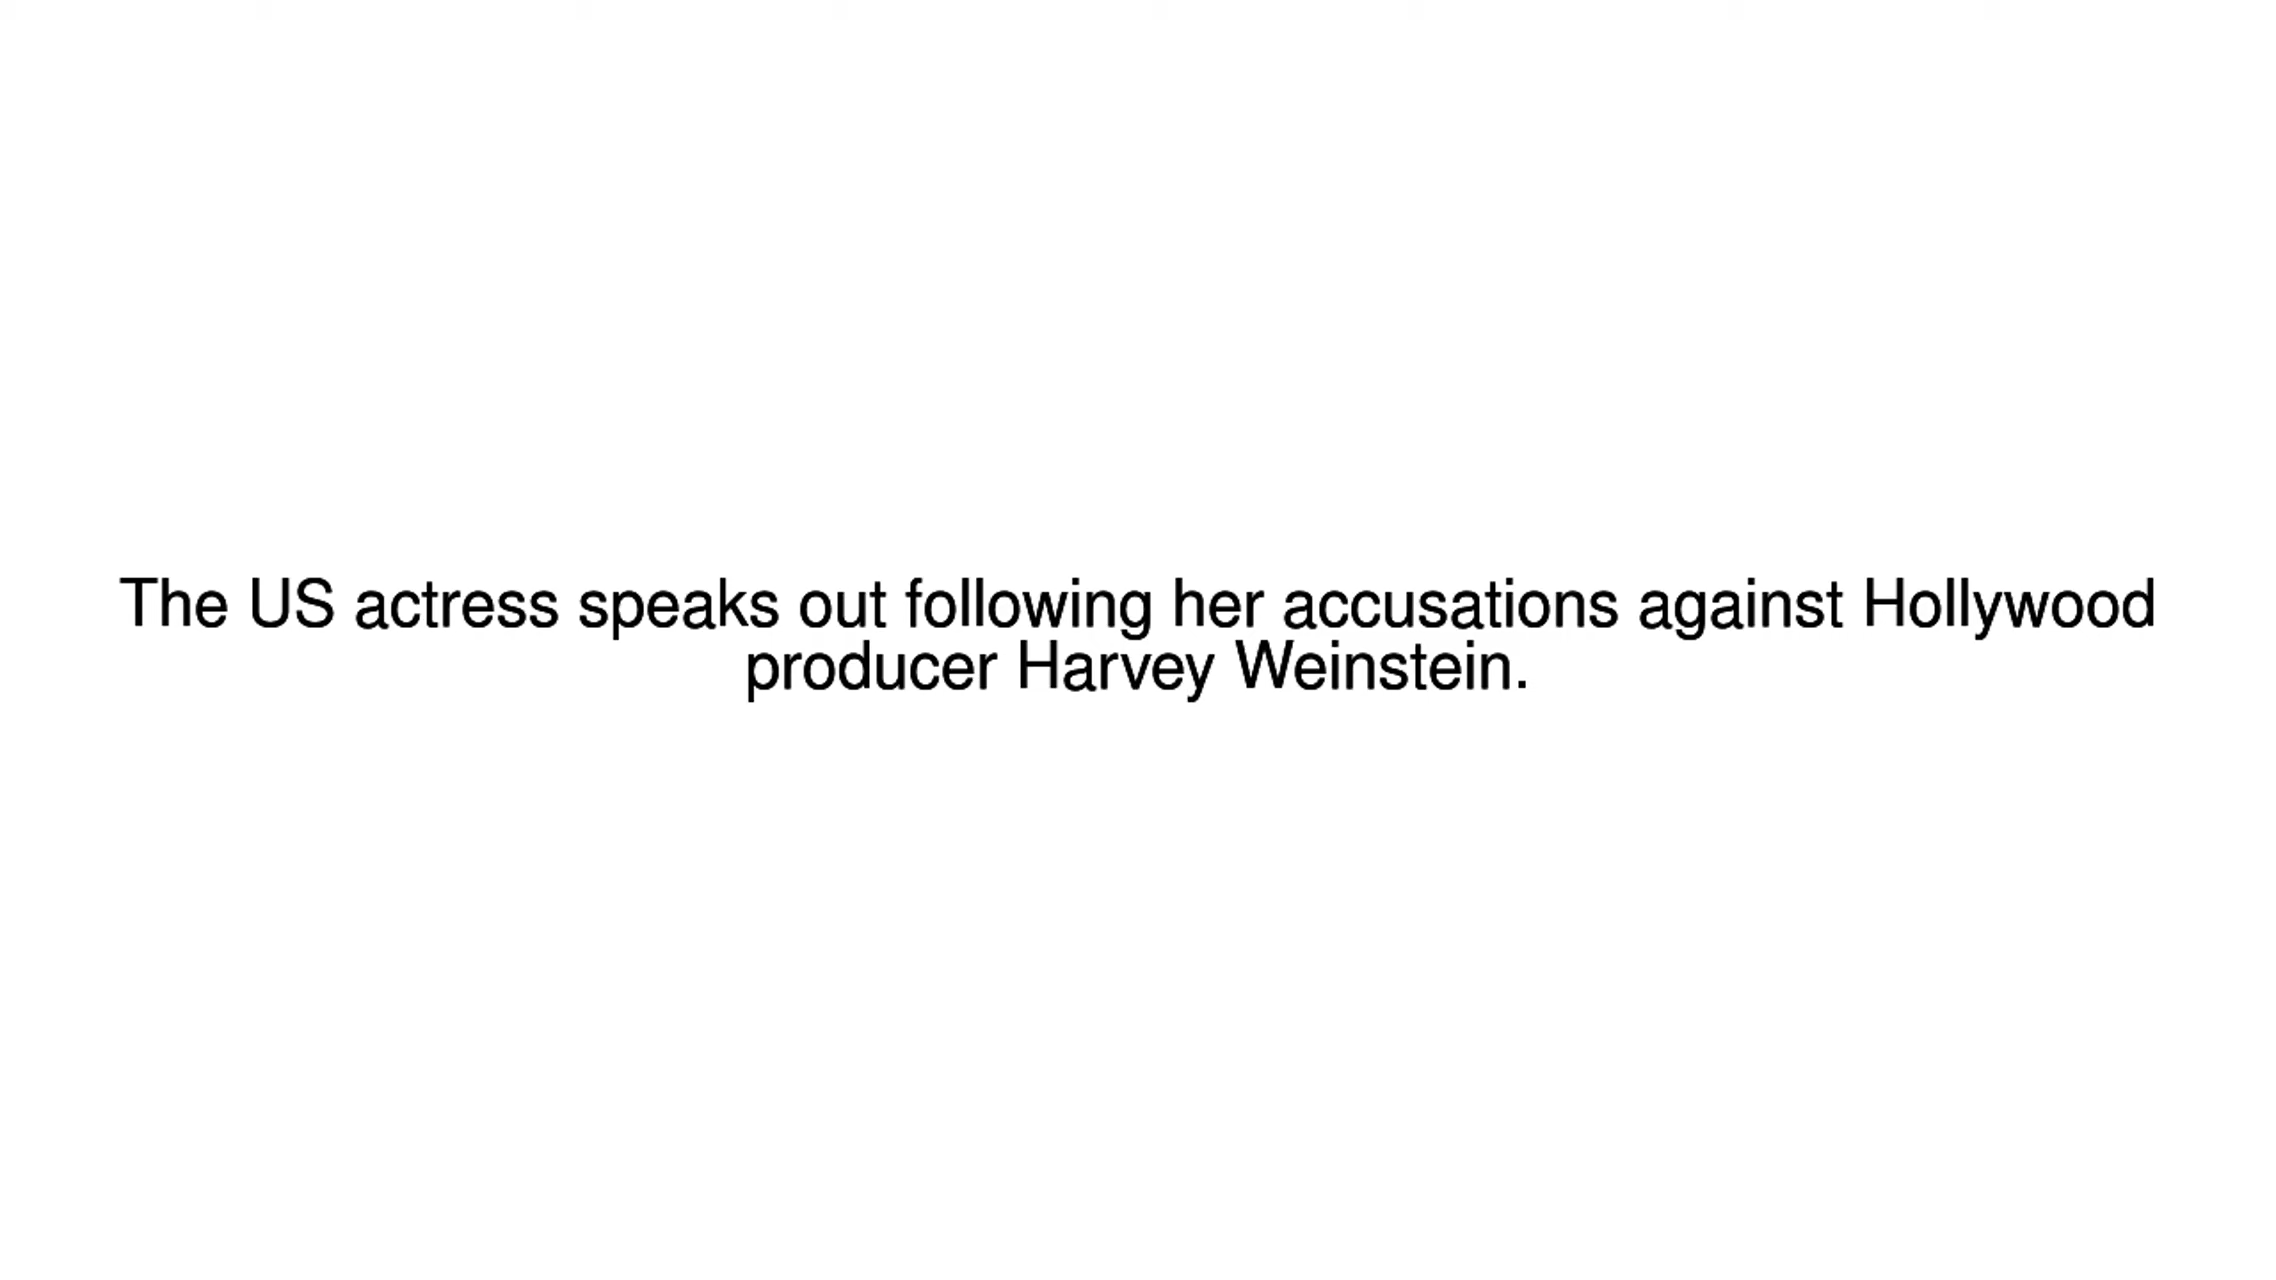 The US actress speaks out following her accusations against Hollywood
producer Harvey Weinstein.